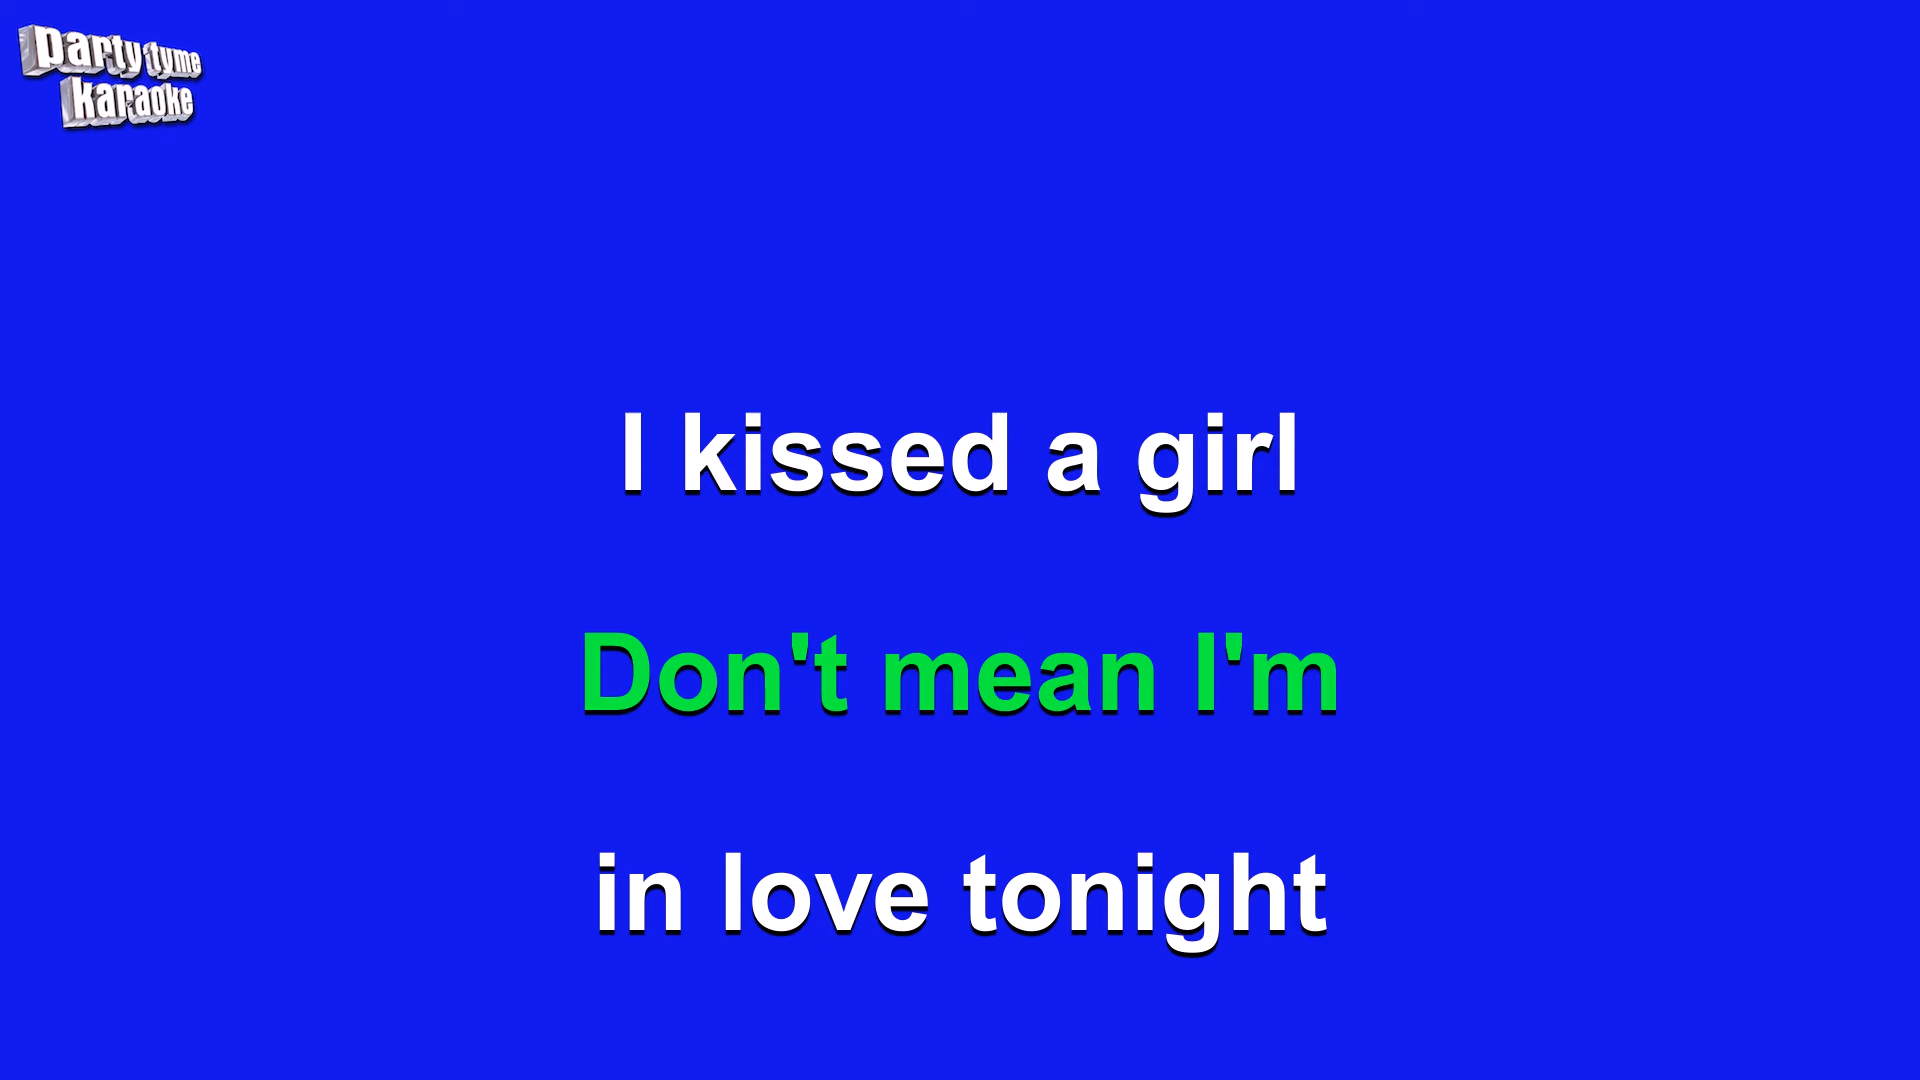 party tyme
karaoke
I kissed a girl
Don't mean I'm
in love tonight